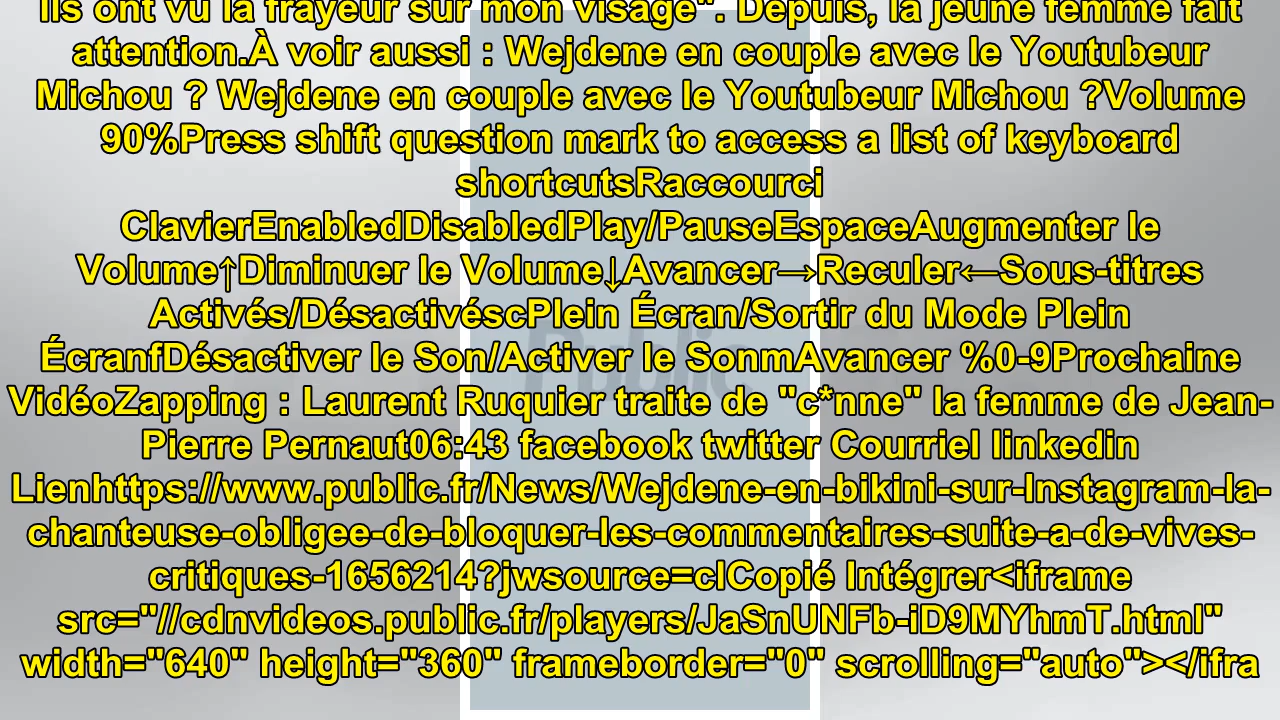 Ils ont vu la frayeur sur mon visage". Depuis, la jeune femme fait
attention.À voir aussi : Wejdene en couple avec le Youtubeur
Michou ? Wejdene en couple avec le Youtubeur Michou ?Volume
90%Press shift question mark to access a list of keyboard
shortcutsRaccourci
ClavierEnabledDisabledPlay/PauseEspaceAugmenter le
Volume↑Diminuer le Volume↓Avancer→Reculer←Sous-titres
Activés/DésactivéscPlein Écran/Sortir du Mode Plein
ÉcranfDésactiver le Son/Activer le SonmAvancer %0-9Prochaine
VidéoZapping : Laurent Ruquier traite de "c*nne" la femme de Jean-
Pierre Pernaut06:43 facebook twitter Courriel linkedin
Lienhttps://www.public.fr/News/Wejdene-en-bikini-sur-Instagram-la-
chanteuse-obligee-de-bloquer-les-commentaires-suite-a-de-vives-
critiques-1656214?jwsource=clCopié Intégrer<iframe
src="//cdnvideos.public.fr/players/JaSnUNFb-iD9MYhmT.html"
width="640" height="360" frameborder="0" scrolling="auto"></ifra
Public